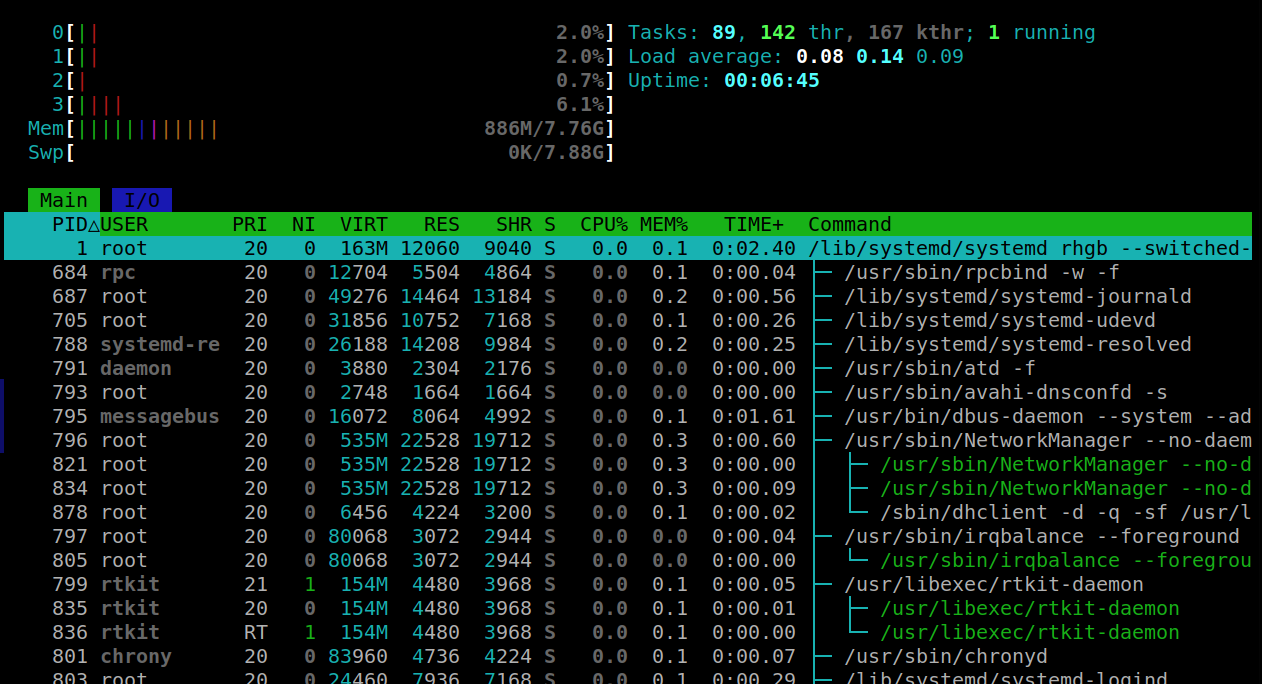 0[|| 2.0%] Tasks: 89, 142 thr, 167 kthr; 1 running
1[|| 2.0%] Load average: 0.08 0.14 0.09
2[| 0.7%] Uptime: 00:06:45
3[|||| 6.1%]
Mem[|||||||||||| 886M/7.76G]
Swp[ 0K/7.88G]
Main I/O
PID△USER PRI NI VIRT RES SHR S CPU% MEM% TIME+ Command
1 root 20 0 163M 12060 9040 S 0.0 0.1 0:02.40 /lib/systemd/systemd rhgb --switched-
684 rpc 20 0 12704 5504 4864 S 0.0 0.1 0:00.04 ├─ /usr/sbin/rpcbind -w -f
687 root 20 0 49276 14464 13184 S 0.0 0.2 0:00.56 ├─ /lib/systemd/systemd-journald
705 root 20 0 31856 10752 7168 S 0.0 0.1 0:00.26 ├─ /lib/systemd/systemd-udevd
788 systemd-re 20 0 26188 14208 9984 S 0.0 0.2 0:00.25 ├─ /lib/systemd/systemd-resolved
791 daemon 20 0 3880 2304 2176 S 0.0 0.0 0:00.00 ├─ /usr/sbin/atd -f
793 root 20 0 2748 1664 1664 S 0.0 0.0 0:00.00 ├─ /usr/sbin/avahi-dnsconfd -s
795 messagebus 20 0 16072 8064 4992 S 0.0 0.1 0:01.61 ├─ /usr/bin/dbus-daemon --system --ad
796 root 20 0 535M 22528 19712 S 0.0 0.3 0:00.60 ├─ /usr/sbin/NetworkManager --no-daem
821 root 20 0 535M 22528 19712 S 0.0 0.3 0:00.00 │ ├─ /usr/sbin/NetworkManager --no-d
834 root 20 0 535M 22528 19712 S 0.0 0.3 0:00.09 │ ├─ /usr/sbin/NetworkManager --no-d
878 root 20 0 6456 4224 3200 S 0.0 0.1 0:00.02 │ └─ /sbin/dhclient -d -q -sf /usr/l
797 root 20 0 80068 3072 2944 S 0.0 0.0 0:00.04 ├─ /usr/sbin/irqbalance --foreground
805 root 20 0 80068 3072 2944 S 0.0 0.0 0:00.00 │ └─ /usr/sbin/irqbalance --foregrou
799 rtkit 21 1 154M 4480 3968 S 0.0 0.1 0:00.05 ├─ /usr/libexec/rtkit-daemon
835 rtkit 20 0 154M 4480 3968 S 0.0 0.1 0:00.01 │ ├─ /usr/libexec/rtkit-daemon
836 rtkit RT 1 154M 4480 3968 S 0.0 0.1 0:00.00 │ └─ /usr/libexec/rtkit-daemon
801 chrony 20 0 83960 4736 4224 S 0.0 0.1 0:00.07 ├─ /usr/sbin/chronyd
803 root 20 0 24460 7936 7168 S 0.0 0.1 0:00.29 ├─ /lib/systemd/systemd-logind